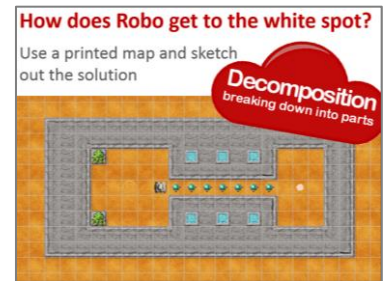 How does Robo get to the white spot?
Use a printed map and sketch
out the solution
Decomposition
breaking down into parts